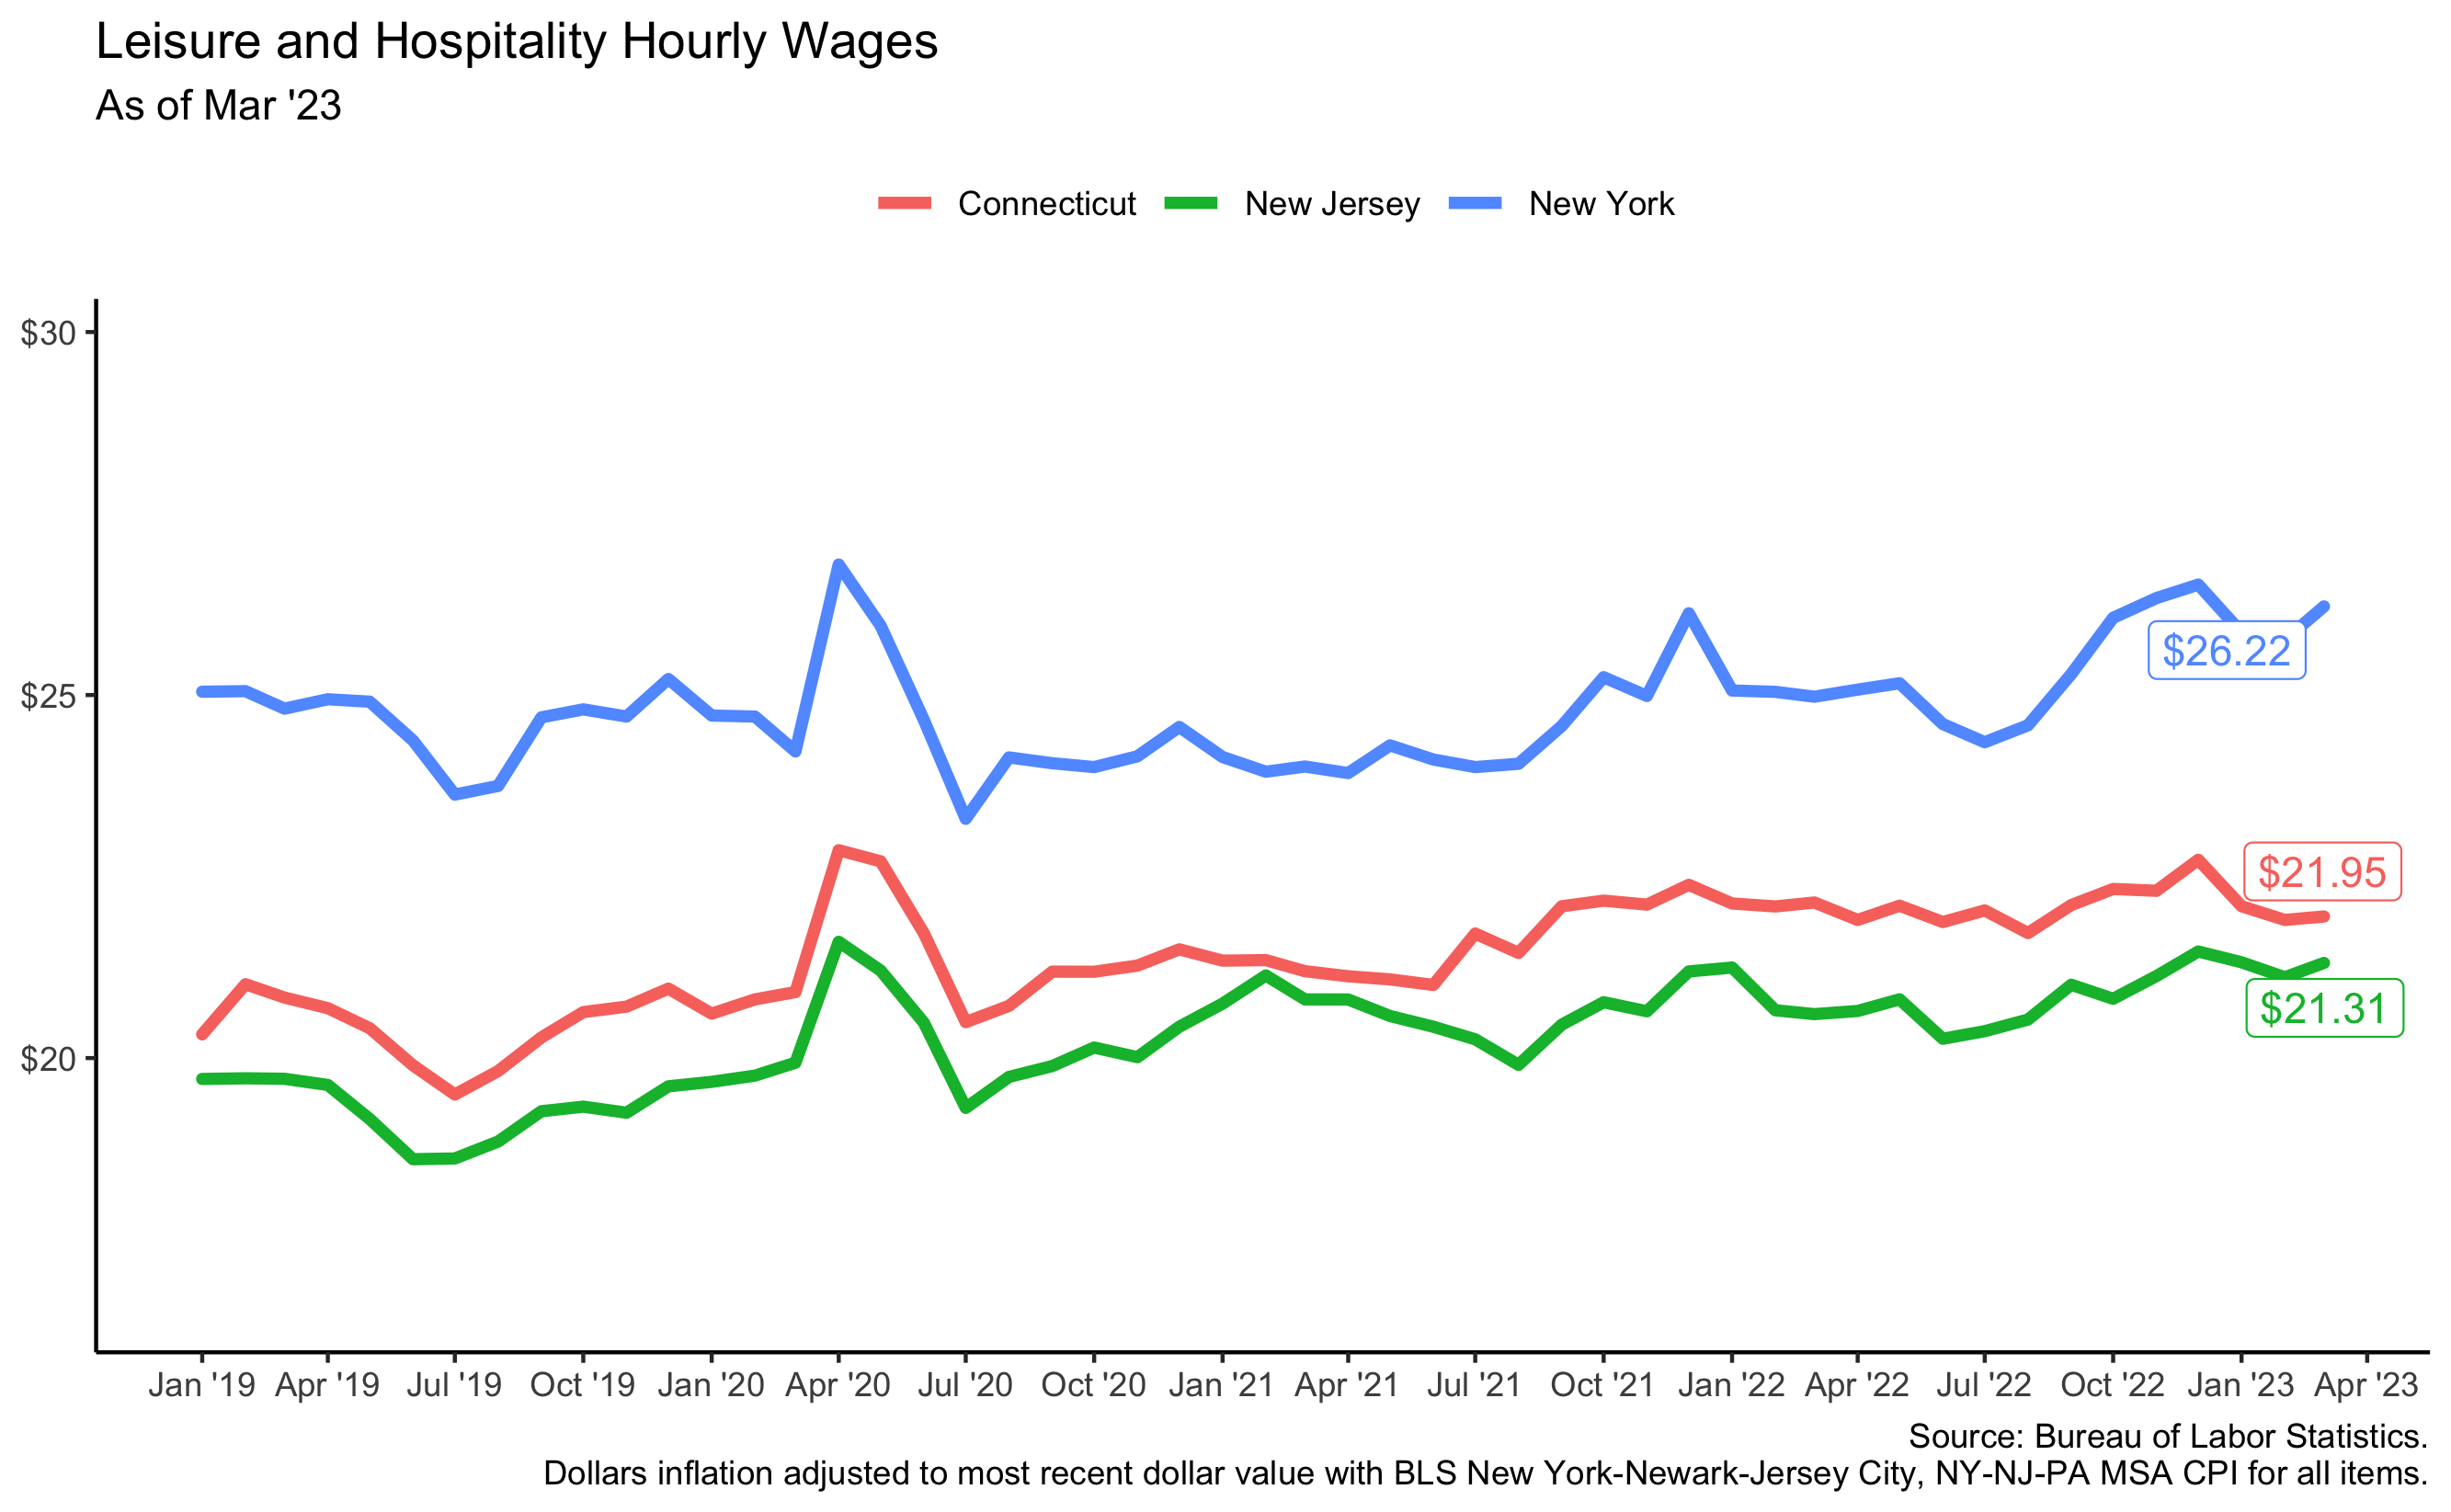 Leisure and Hospitality Hourly Wages
As of Mar '23
Connecticut New Jersey New York
$30
$25
$20
$26.22
$21.95
$21.31
Jan '19 Apr '19 Jul '19 Oct '19 Jan '20 Apr '20 Jul '20 Oct '20 Jan '21 Apr '21 Jul '21 Oct '21 Jan '22 Apr '22 Jul '22 Oct '22 Jan '23 Apr '23
Source: Bureau of Labor Statistics.
Dollars inflation adjusted to most recent dollar value with BLS New York-Newark-Jersey City, NY-NJ-PA MSA CPI for all items.